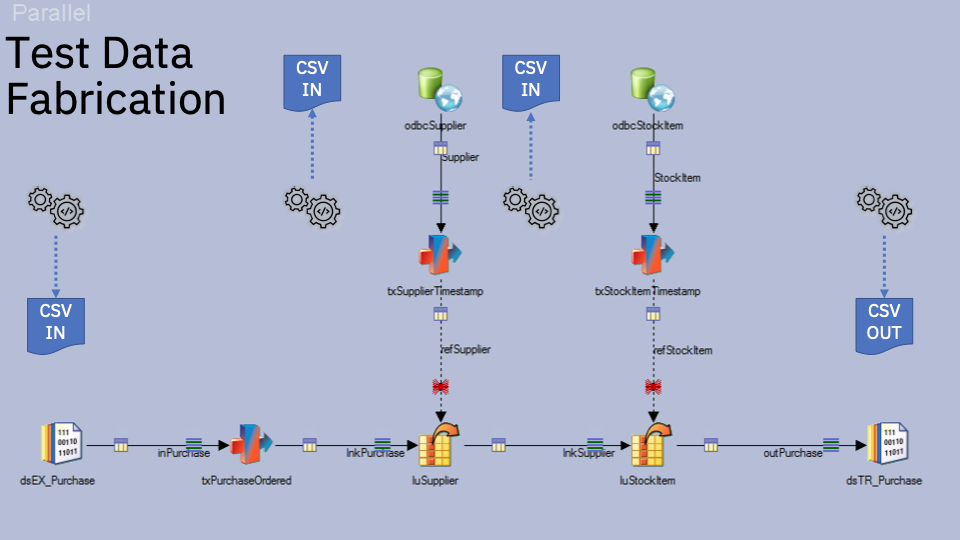 Parallel
Test Data
Fabrication
CSV
IN
CSV
IN
odbcSupplier
odbcStockItem
Supplier
StockItem
txSupplierTimestamp
txStockItemTimestamp
CSV
IN
CSV
OUT
refSupplier
refStockItem
111
00110
11011
111
00110
11011
inPurchase
lnkPurchase
lnkSupplier
outPurchase
dsEX_Purchase
txPurchaseOrdered
luSupplier
luStockItem
dsTR_Purchase